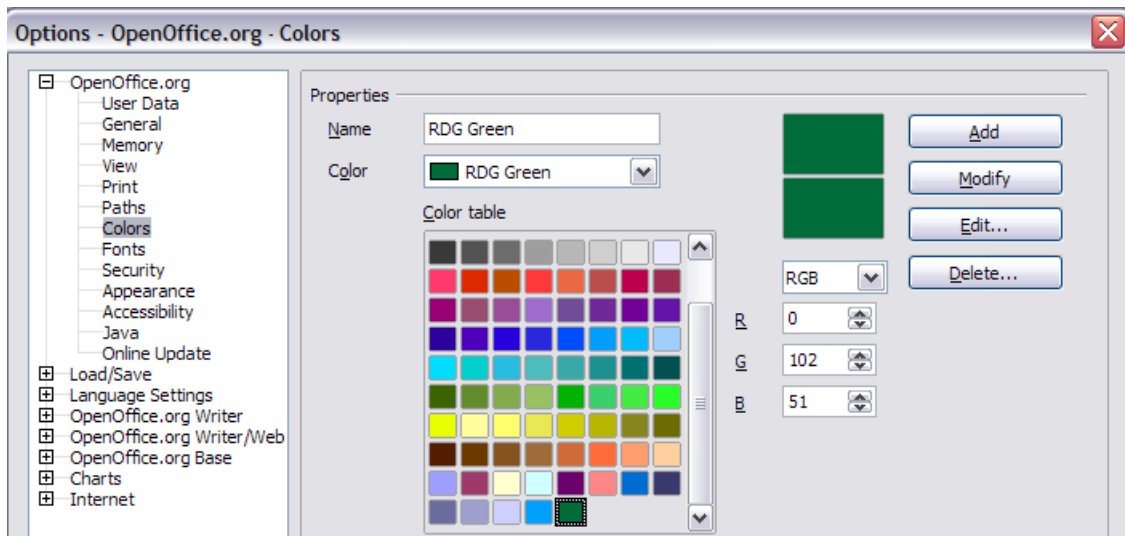 Options - OpenOffice.org - Colors
OpenOffice.org
User Data
General
Memory
View
Print
Paths
Colors
Fonts
Security
Appearance
Accessibility
Java
Online Update
Load/Save
Language Settings
OpenOffice.org Writer
OpenOffice.org Writer/Web
OpenOffice.org Base
Charts
Internet
Properties
Name RDG Green
Color RDG Green
Color table
RGB
R 0
G 102
B 51
Add
Modify
Edit...
Delete...